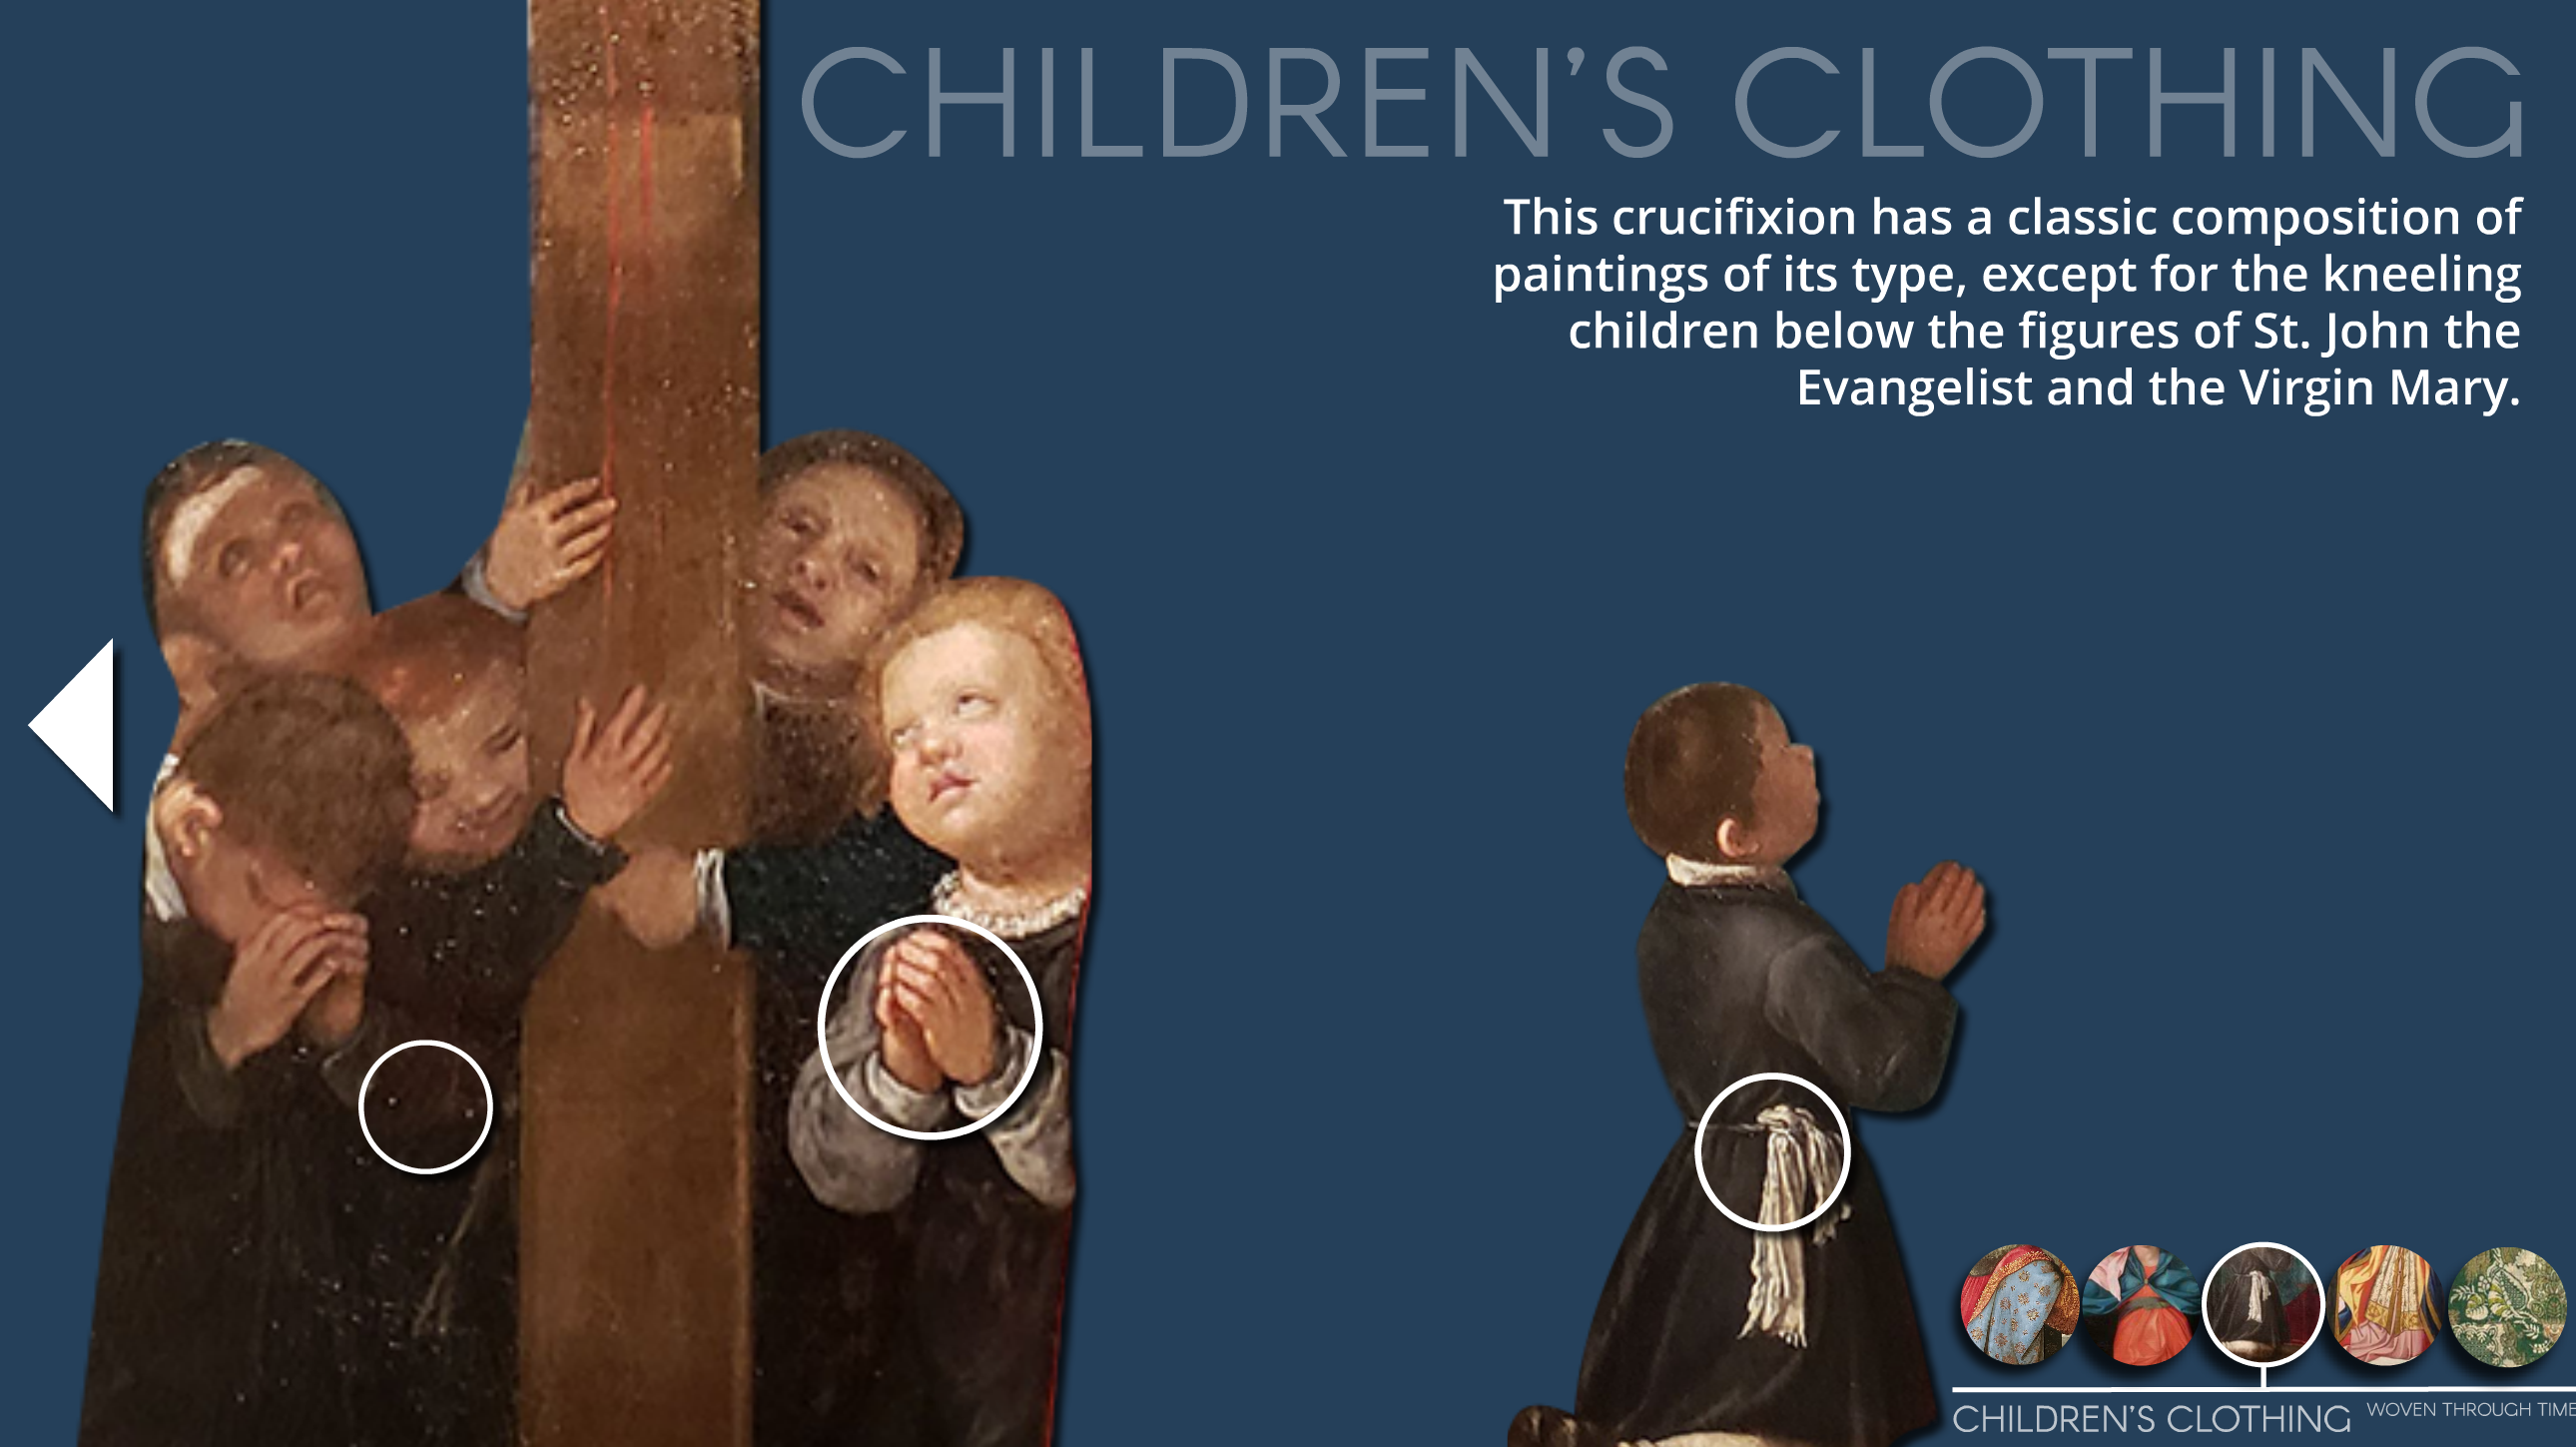 CHILDREN’S CLOTHING
This crucifixion has a classic composition of
paintings of its type, except for the kneeling
children below the figures of St. John the
Evangelist and the Virgin Mary.
CHILDREN’S CLOTHING WOVEN THROUGH TIME